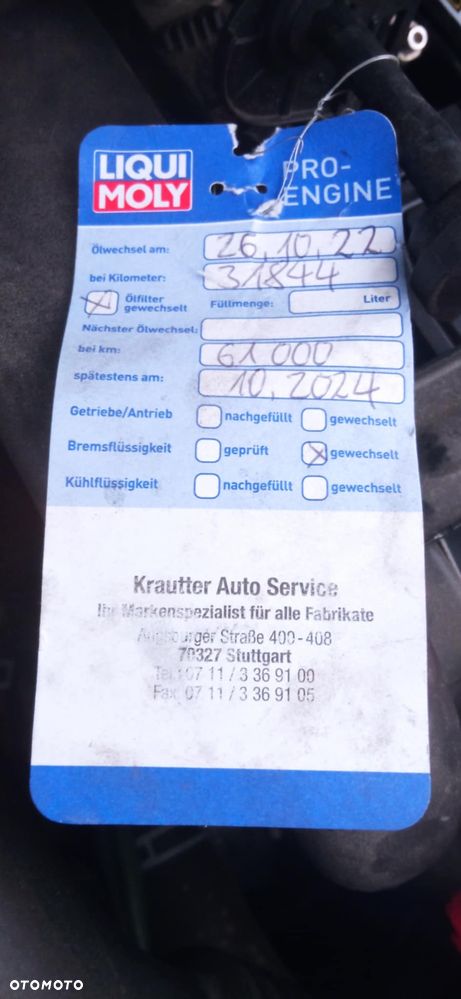 LIQUI
MOLY
PRO-
ENGINE
Ölwechsel am: 26.10.22
bei Kilometer: 31844
Ölfilter
gewechselt Füllmenge: Liter
Nächster Ölwechsel:
bei km: 61 000
spätestens am: 10.2024
Getriebe/Antrieb nachgefüllt gewechselt
Bremsflüssigkeit geprüft gewechselt
Kühlflüssigkeit nachgefüllt gewechselt
Krautter Auto Service
Ihr Markenspezialist für alle Fabrikate
Augsburger Straße 400-408
70327 Stuttgart
Tel. 07 11 / 3 36 91 00
Fax 07 11 / 3 36 91 05
OTOMOTO